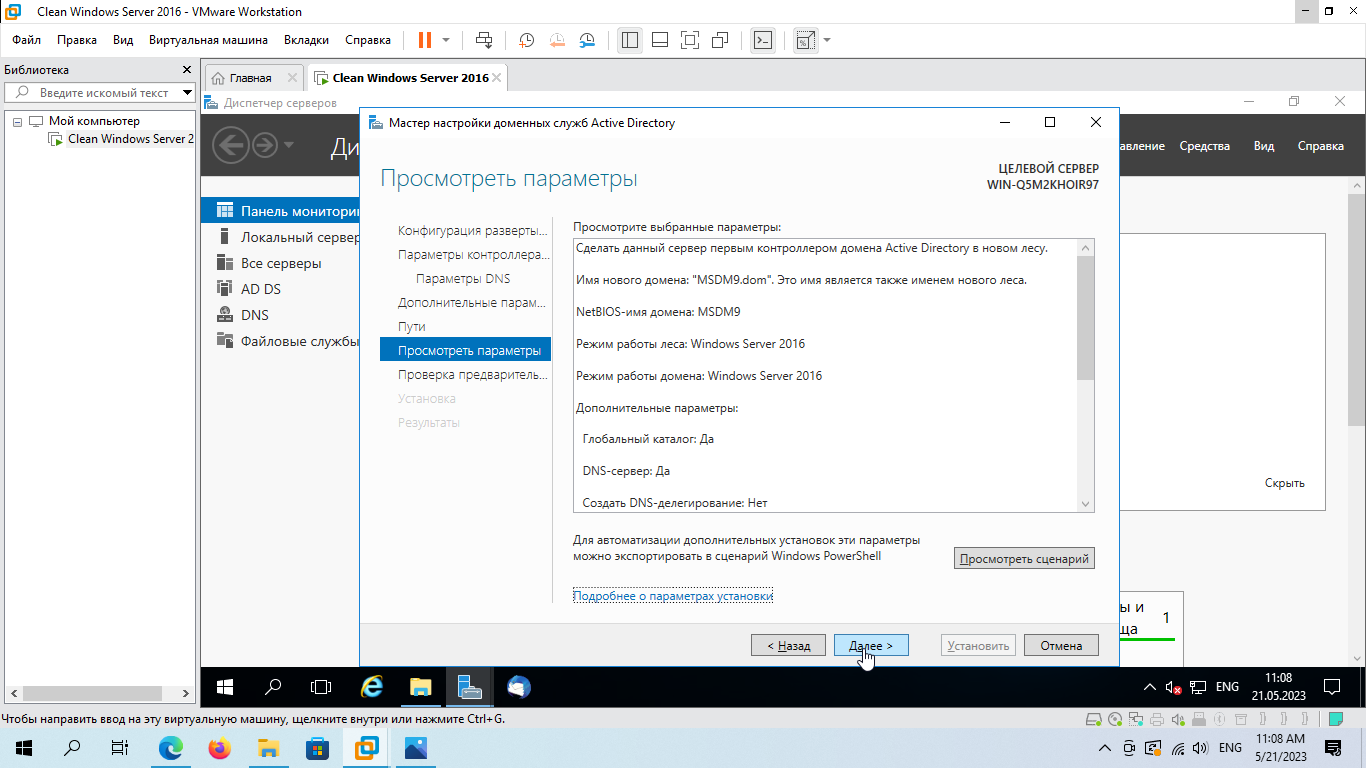 Clean Windows Server 2016 - VMware Workstation
Файл Правка Вид Виртуальная машина Вкладки Справка
Библиотека
Введите искомый текст
Мой компьютер
Clean Windows Server 2
Главная
Clean Windows Server 2016
Диспетчер серверов
Ди
авление Средства Вид Справка
Панель мониторин
Локальный сервер
Все серверы
AD DS
DNS
Файловые службы
Мастер настройки доменных служб Active Directory
Просмотреть параметры
ЦЕЛЕВОЙ СЕРВЕР
WIN-Q5M2KHOIR97
Конфигурация разверты...
Параметры контроллера...
Параметры DNS
Дополнительные парам...
Пути
Просмотреть параметры
Проверка предваритель...
Установка
Результаты
Просмотрите выбранные параметры:
Сделать данный сервер первым контроллером домена Active Directory в новом лесу.
Имя нового домена: "MSDM9.dom". Это имя является также именем нового леса.
NetBIOS-имя домена: MSDM9
Режим работы леса: Windows Server 2016
Режим работы домена: Windows Server 2016
Дополнительные параметры:
Глобальный каталог: Да
DNS-сервер: Да
Создать DNS-делегирование: Нет
Для автоматизации дополнительных установок эти параметры
можно экспортировать в сценарий Windows PowerShell
Просмотреть сценарий
Подробнее о параметрах установки
< Назад Далее > Установить Отмена
Скрыть
ы и
ща
1
ENG
11:08
21.05.2023
Чтобы направить ввод на эту виртуальную машину, щелкните внутри или нажмите Ctrl+G.
ENG
11:08 AM
5/21/2023